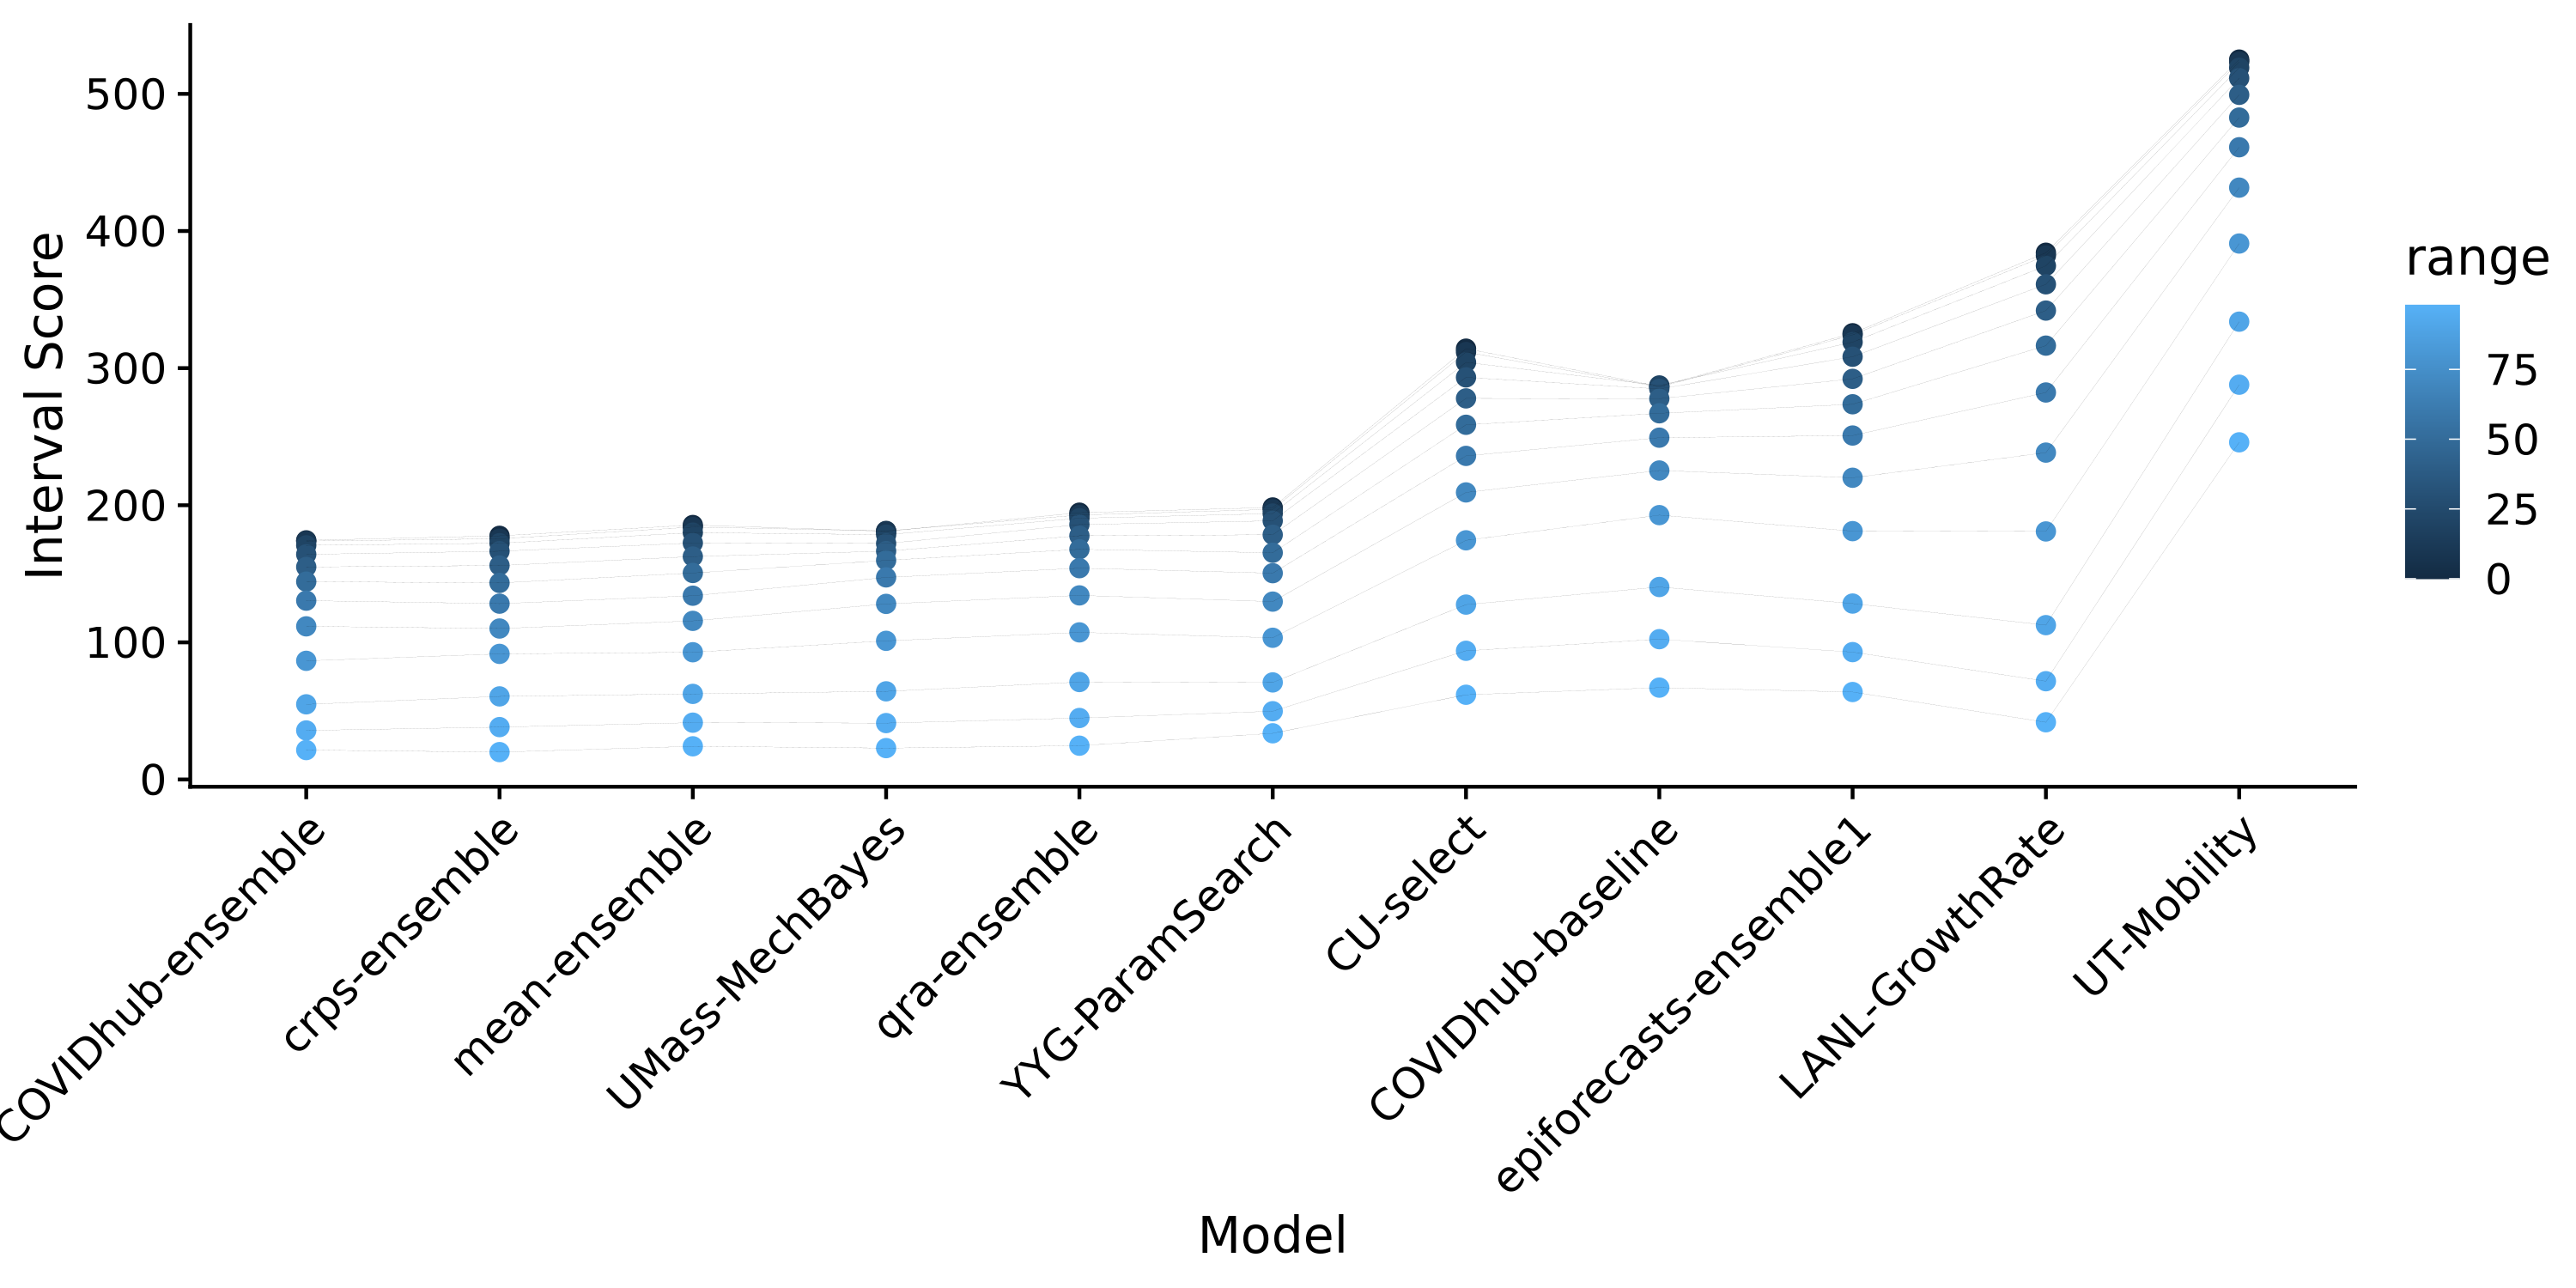 Interval Score
500
400
300
200
100
0
COVIDhub-ensemble
crps-ensemble
mean-ensemble
UMass-MechBayes
qra-ensemble
YYG-ParamSearch
CU-select
COVIDhub-baseline
epiforecasts-ensemble1
LANL-GrowthRate
UT-Mobility
Model
range
75
50
25
0